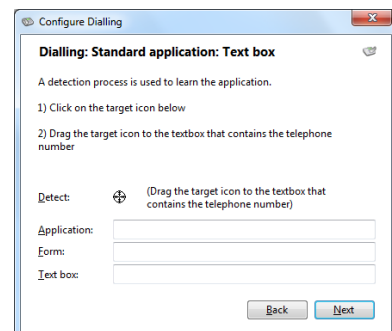 Configure Dialling
Dialling: Standard application: Text box
A detection process is used to learn the application.
1) Click on the target icon below
2) Drag the target icon to the textbox that contains the telephone
number
Detect:
(Drag the target icon to the textbox that
contains the telephone number)
Application:
Form:
Text box:
Back Next